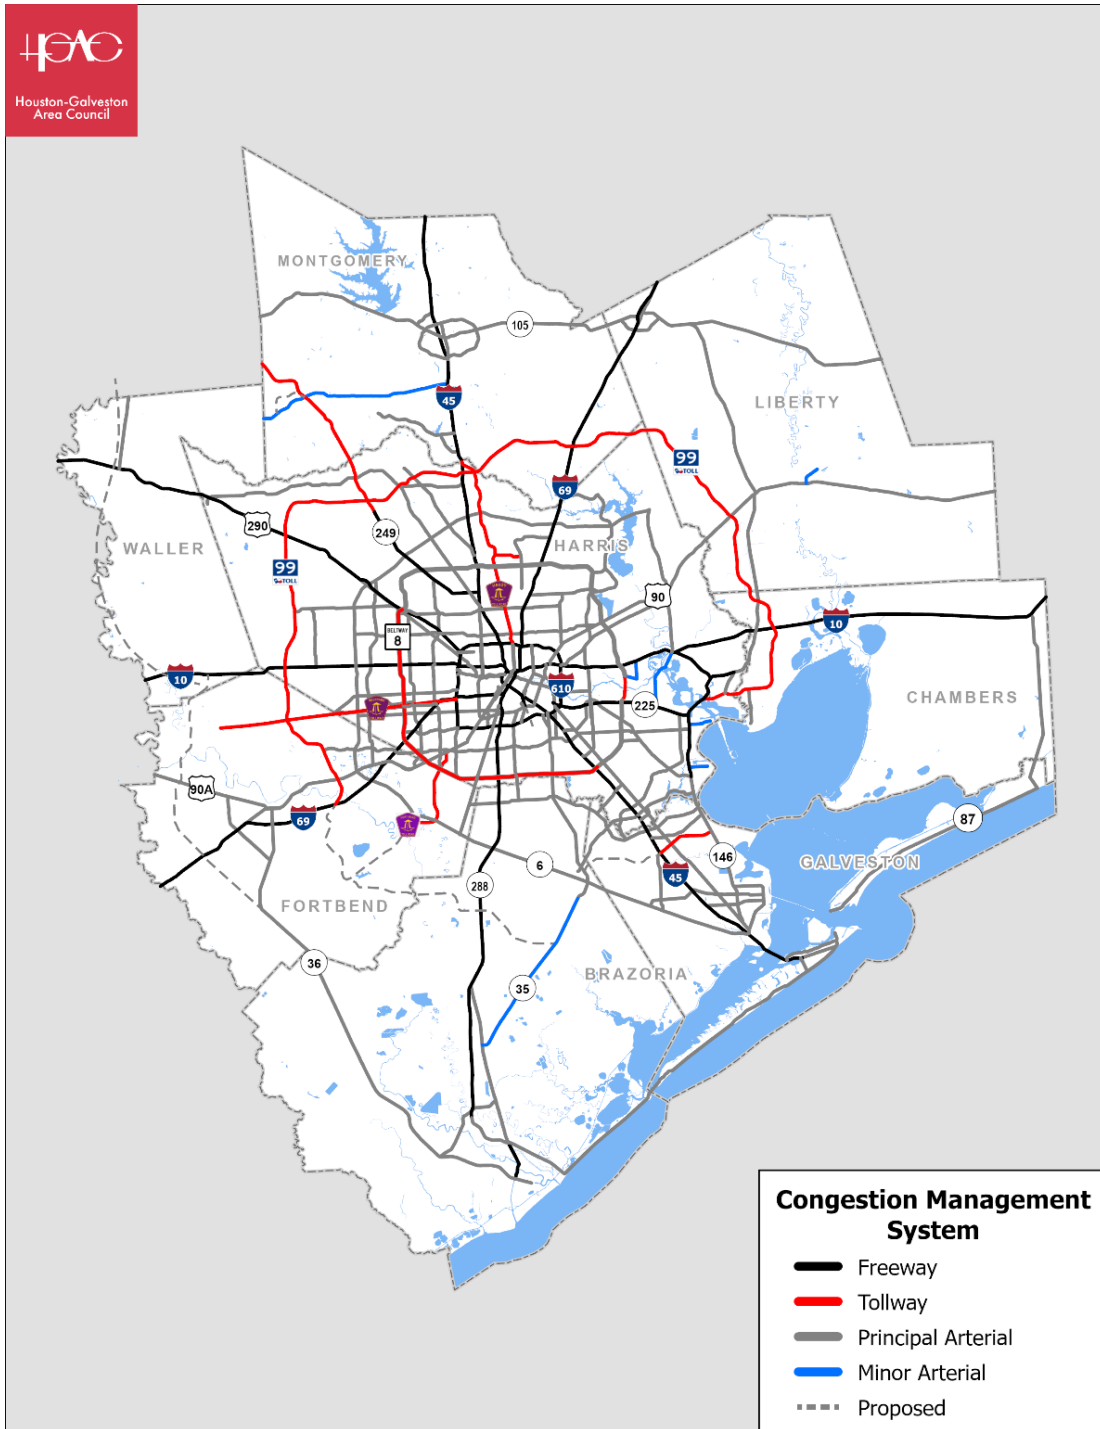 HGAC
Houston-Galveston
Area Council
MONTGOMERY
105
45
LIBERTY
99
TOLL
69
290
249
WALLER
HARRIS
99
TOLL
90
BELTWAY
8
10
10
610
225
CHAMBERS
90A
69
87
6
146
GALVESTON
45
288
FORTBEND
36
BRAZORIA
35
Congestion Management
System
Freeway
Tollway
Principal Arterial
Minor Arterial
Proposed